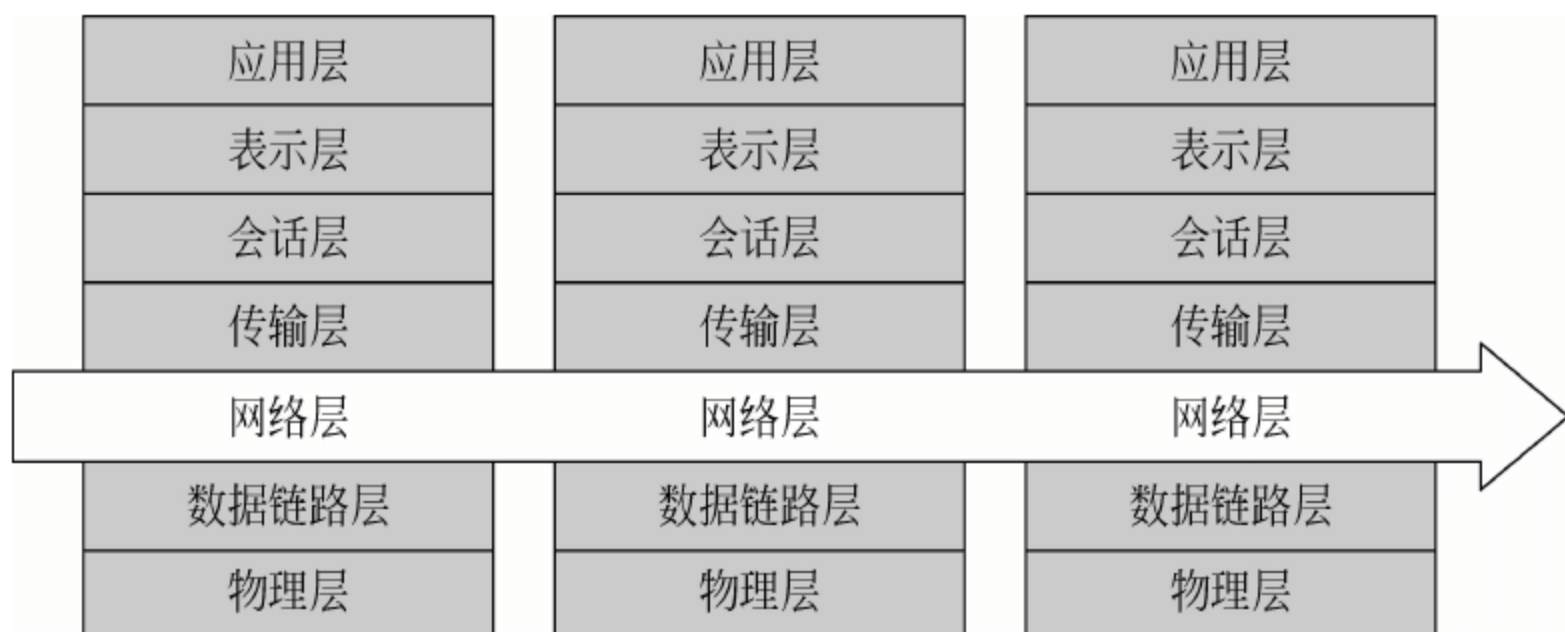 应用层 应用层 应用层
表示层 表示层 表示层
会话层 会话层 会话层
传输层 传输层 传输层
网络层 网络层 网络层
数据链路层 数据链路层 数据链路层
物理层 物理层 物理层